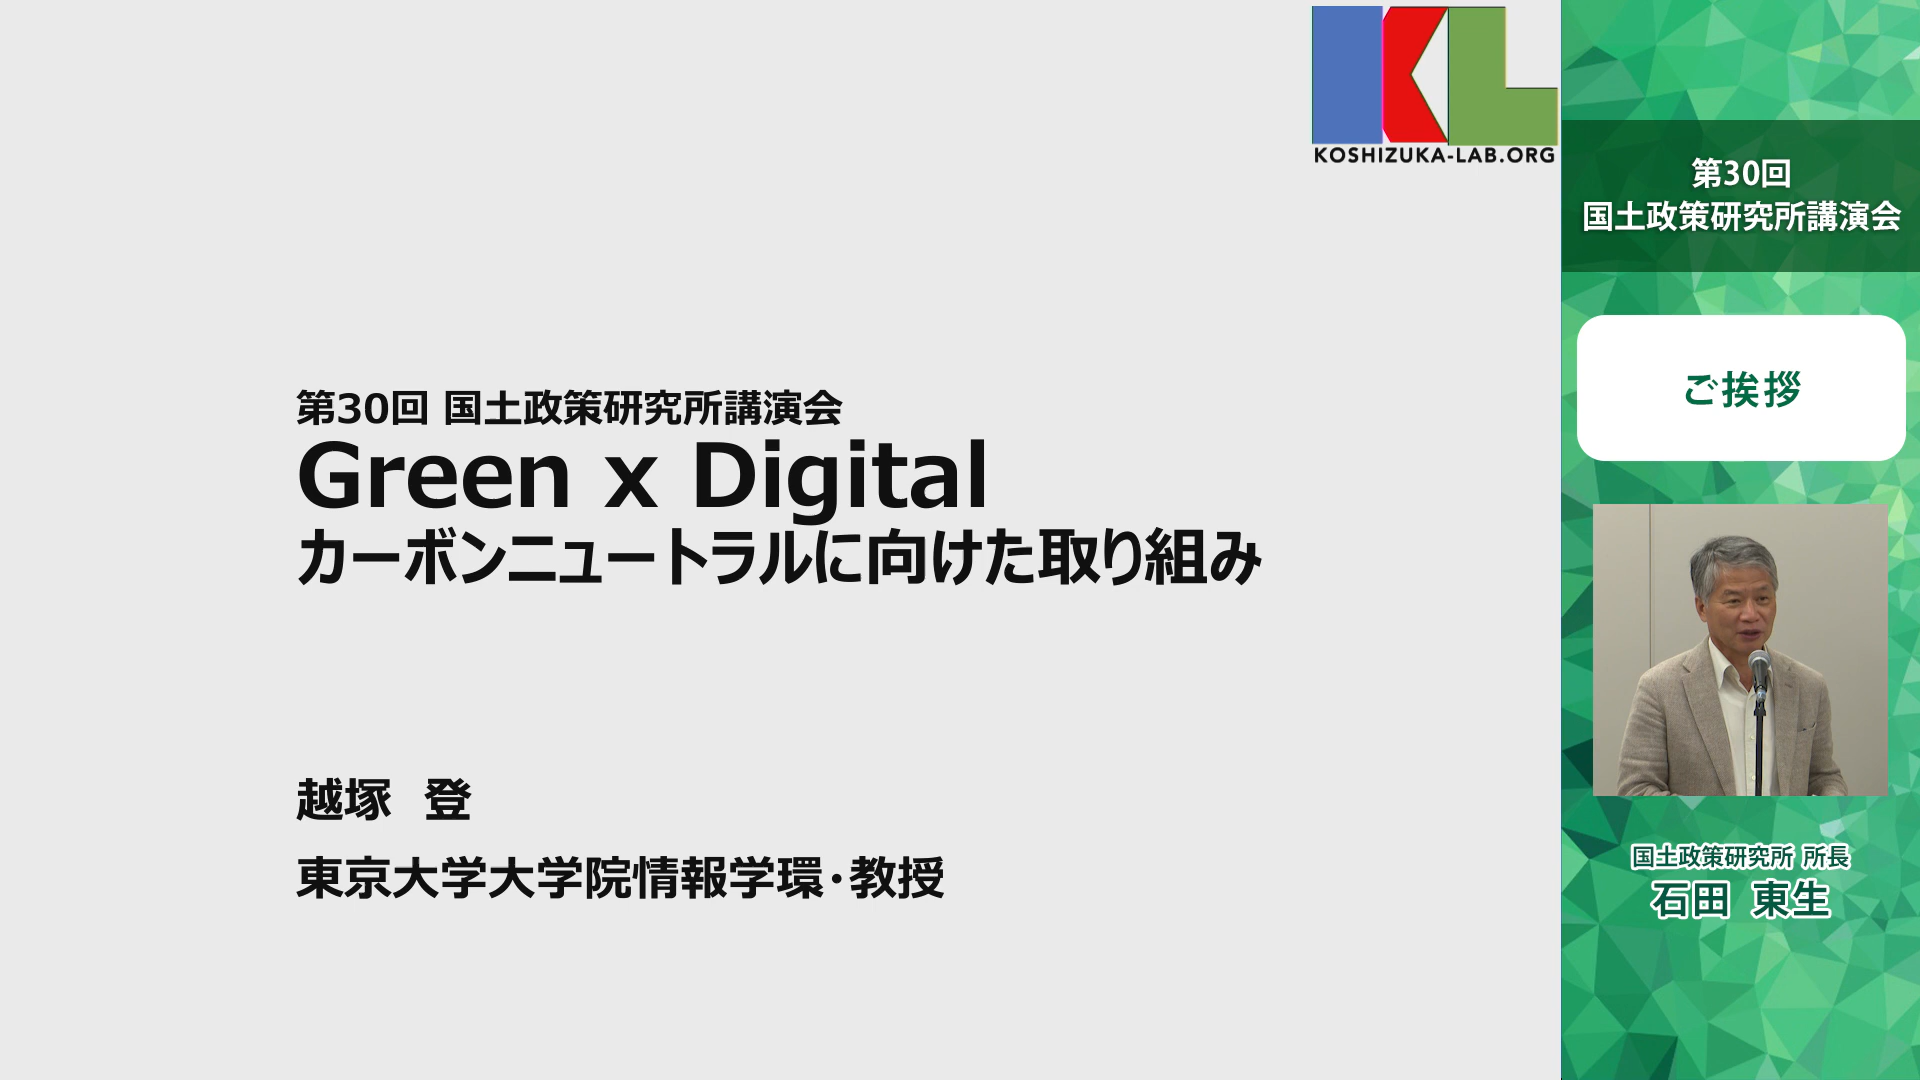 KOSHIZUKA-LAB.ORG
第30回 国土政策研究所講演会
Green x Digital
カーボンニュートラルに向けた取り組み
越塚 登
東京大学大学院情報学環・教授
第30回
国土政策研究所講演会
ご挨拶
国土政策研究所 所長
石田 東生